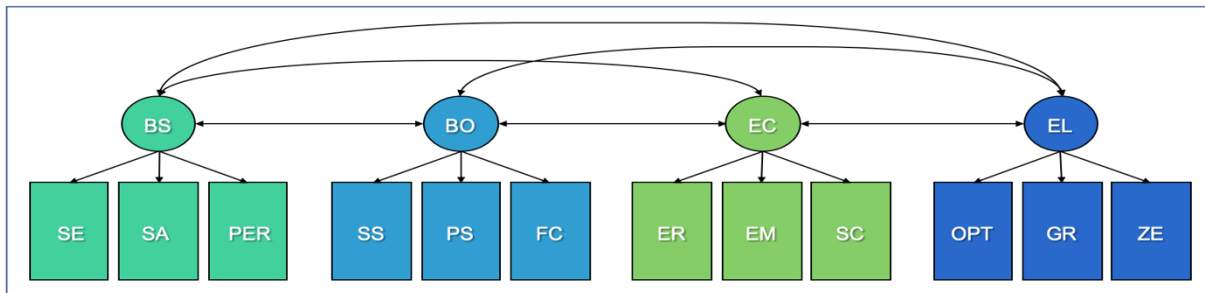 BS BO EC EL
SE SA PER SS PS FC ER EM SC OPT GR ZE